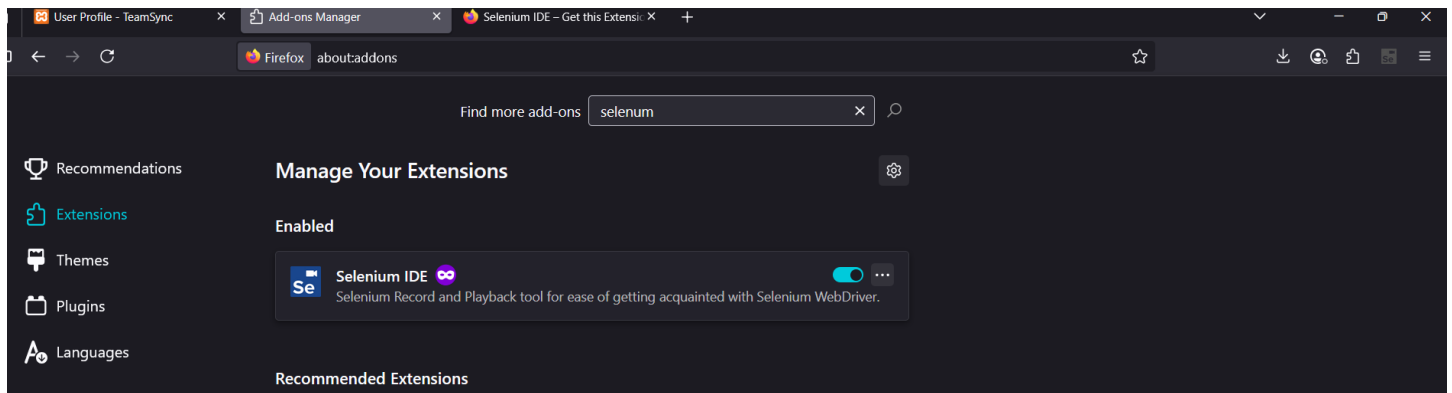 User Profile - TeamSync
Add-ons Manager
Selenium IDE – Get this Extensic
Firefox about:addons
Se
Find more add-ons selenum
Recommendations
Manage Your Extensions
Extensions
Enabled
Themes
Selenium IDE
Se
Selenium Record and Playback tool for ease of getting acquainted with Selenium WebDriver.
Plugins
Languages
Recommended Extensions